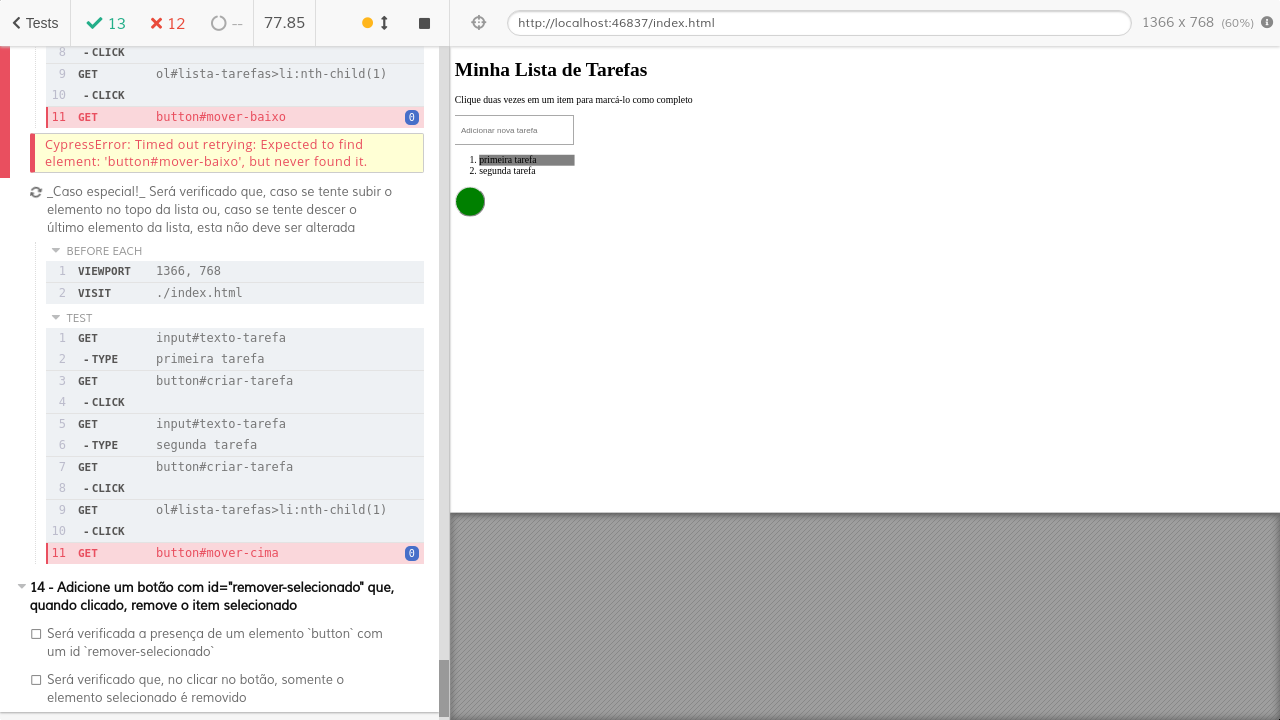 Tests
13
12
--
77.85
8 - CLICK
9 GET ol#lista-tarefas>li:nth-child(1)
10 - CLICK
11 GET button#mover-baixo 0
CypressError: Timed out retrying: Expected to find
element: 'button#mover-baixo', but never found it.
_Caso especial!_ Será verificado que, caso se tente subir o
elemento no topo da lista ou, caso se tente descer o
último elemento da lista, esta não deve ser alterada
BEFORE EACH
1 VIEWPORT 1366, 768
2 VISIT ./index.html
TEST
1 GET input#texto-tarefa
2 - TYPE primeira tarefa
3 GET button#criar-tarefa
4 - CLICK
5 GET input#texto-tarefa
6 - TYPE segunda tarefa
7 GET button#criar-tarefa
8 - CLICK
9 GET ol#lista-tarefas>li:nth-child(1)
10 - CLICK
11 GET button#mover-cima 0
14 - Adicione um botão com id="remover-selecionado" que,
quando clicado, remove o item selecionado
Será verificada a presença de um elemento `button` com
um id `remover-selecionado`
Será verificado que, no clicar no botão, somente o
elemento selecionado é removido
http://localhost:46837/index.html
1366 x 768 (60%)
Minha Lista de Tarefas
Clique duas vezes em um item para marcá-lo como completo
Adicionar nova tarefa
1. primeira tarefa
2. segunda tarefa